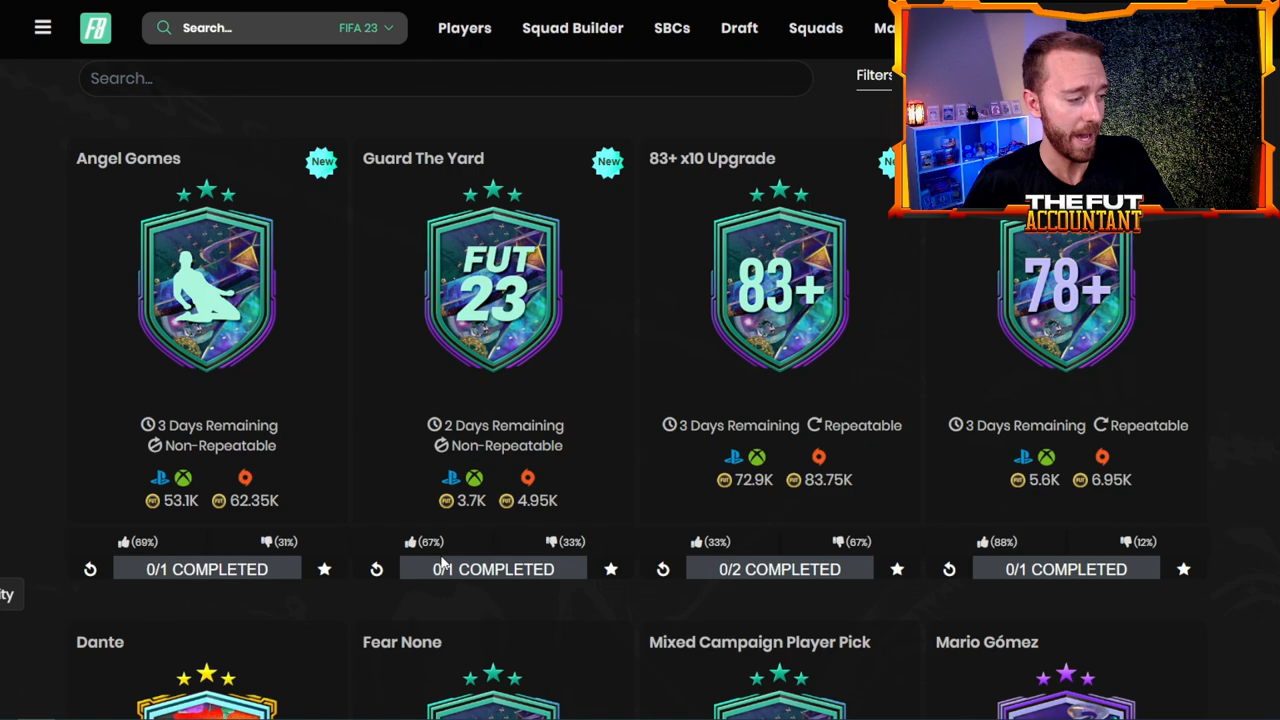 FB
Search...
FIFA 23
Players
Squad Builder
SBCs
Draft
Squads
Search...
Filters
THE FUT
ACCOUNTANT
Angel Gomes
New
Guard The Yard
New
83+ x10 Upgrade
FUT
23
83+
78+
3 Days Remaining
Non-Repeatable
2 Days Remaining
Non-Repeatable
3 Days Remaining
Repeatable
3 Days Remaining
Repeatable
53.1K
62.35K
3.7K
4.95K
72.9K
83.75K
5.6K
6.95K
(69%)
(31%)
(67%)
(33%)
(33%)
(67%)
(88%)
(12%)
0/1 COMPLETED
0/1 COMPLETED
0/2 COMPLETED
0/1 COMPLETED
ity
Dante
Fear None
Mixed Campaign Player Pick
Mario Gómez